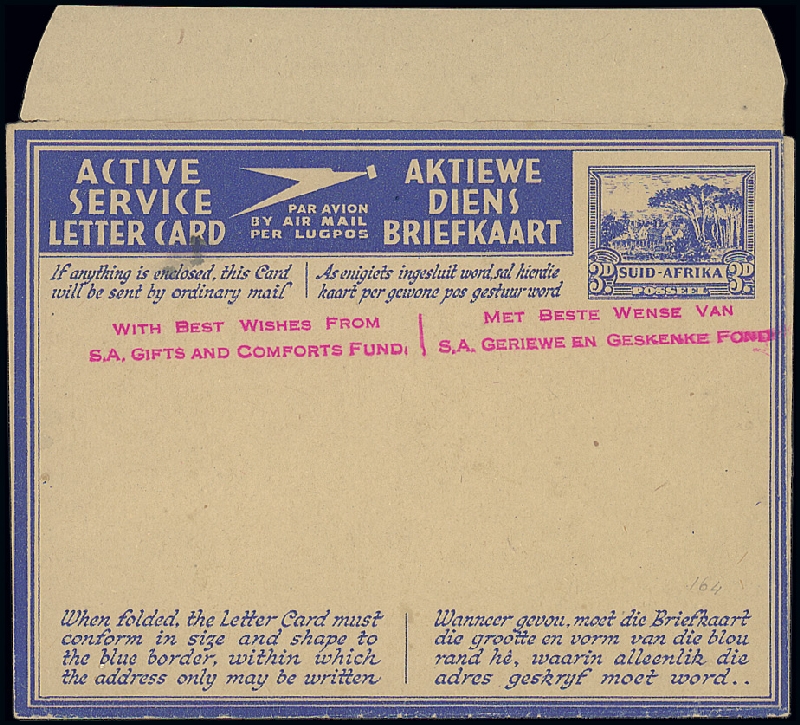 ACTIVE
SERVICE
LETTER CARD
PAR AVION
BY AIR MAIL
PER LUGPOS
AKTIEWE
DIENS
BRIEFKAART
3D SUID-AFRIKA 3D
POSSEËL
If anything is enclosed, this Card
will be sent by ordinary mail
As enigiets ingesluit word, sal hierdie
kaart per gewone pos gestuur word
WITH BEST WISHES FROM
S.A. GIFTS AND COMFORTS FUND.
MET BESTE WENSE VAN
S.A. GERIEWE EN GESKENKE FOND
164
When folded, the Letter Card must
conform in size and shape to
the blue border, within which
the address only may be written
Wanneer gevou, moet die Briefkaart
die grootte en vorm van die blou
rand hê, waarin alleenlik die
adres geskryf moet word..